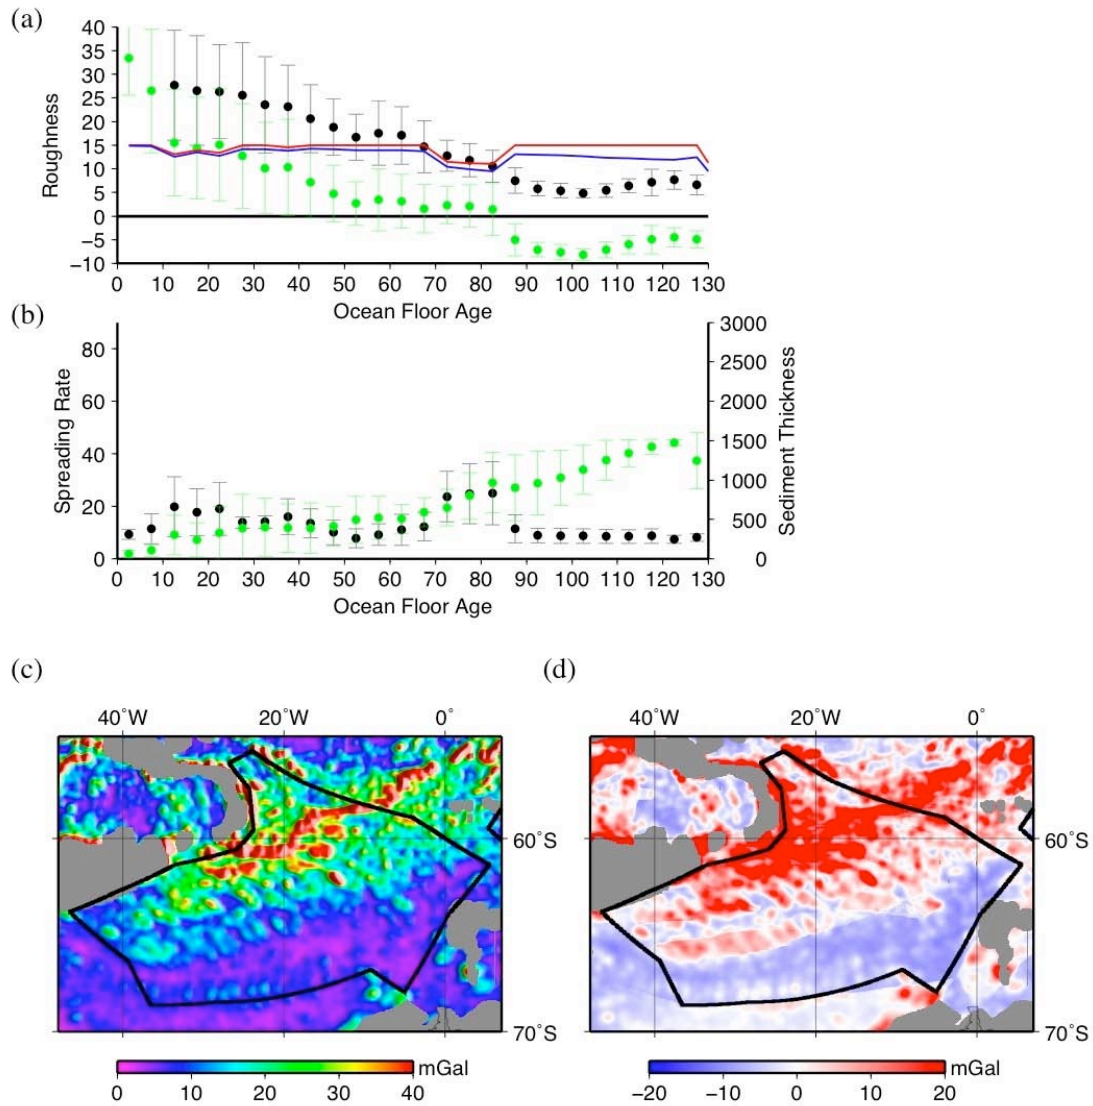 (a)
40
35
30
25
20
15
10
5
0
−5
−10
Roughness
0 10 20 30 40 50 60 70 80 90 100 110 120 130
Ocean Floor Age
(b)
80
60
40
20
0
Spreading Rate
3000
2500
2000
1500
1000
500
0
Sediment Thickness
0 10 20 30 40 50 60 70 80 90 100 110 120 130
Ocean Floor Age
(c)
40˚W 20˚W 0˚
(d)
40˚W 20˚W 0˚
60˚S
70˚S
60˚S
70˚S
mGal
0 10 20 30 40
mGal
−20 −10 0 10 20